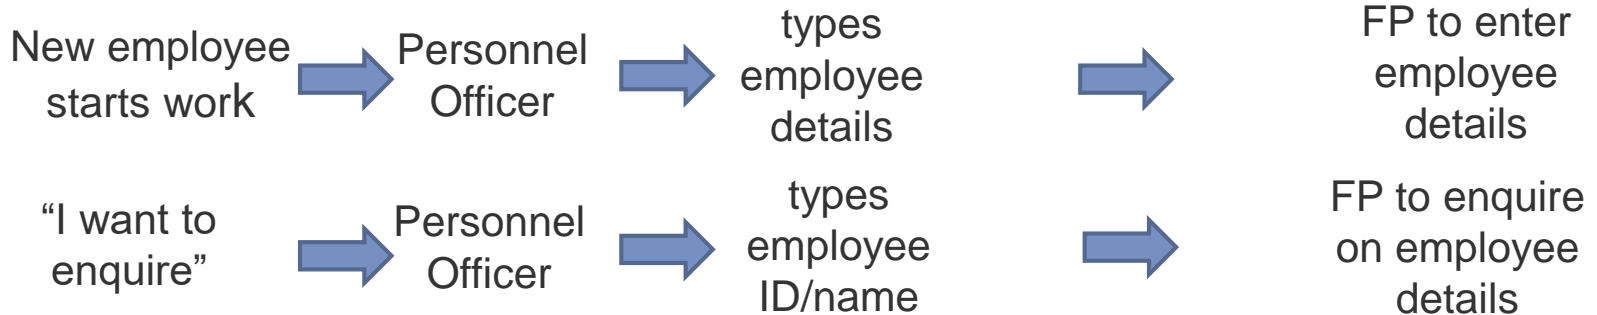 New employee
starts work
Personnel
Officer
types
employee
details
FP to enter
employee
details
“I want to
enquire”
Personnel
Officer
types
employee
ID/name
FP to enquire
on employee
details